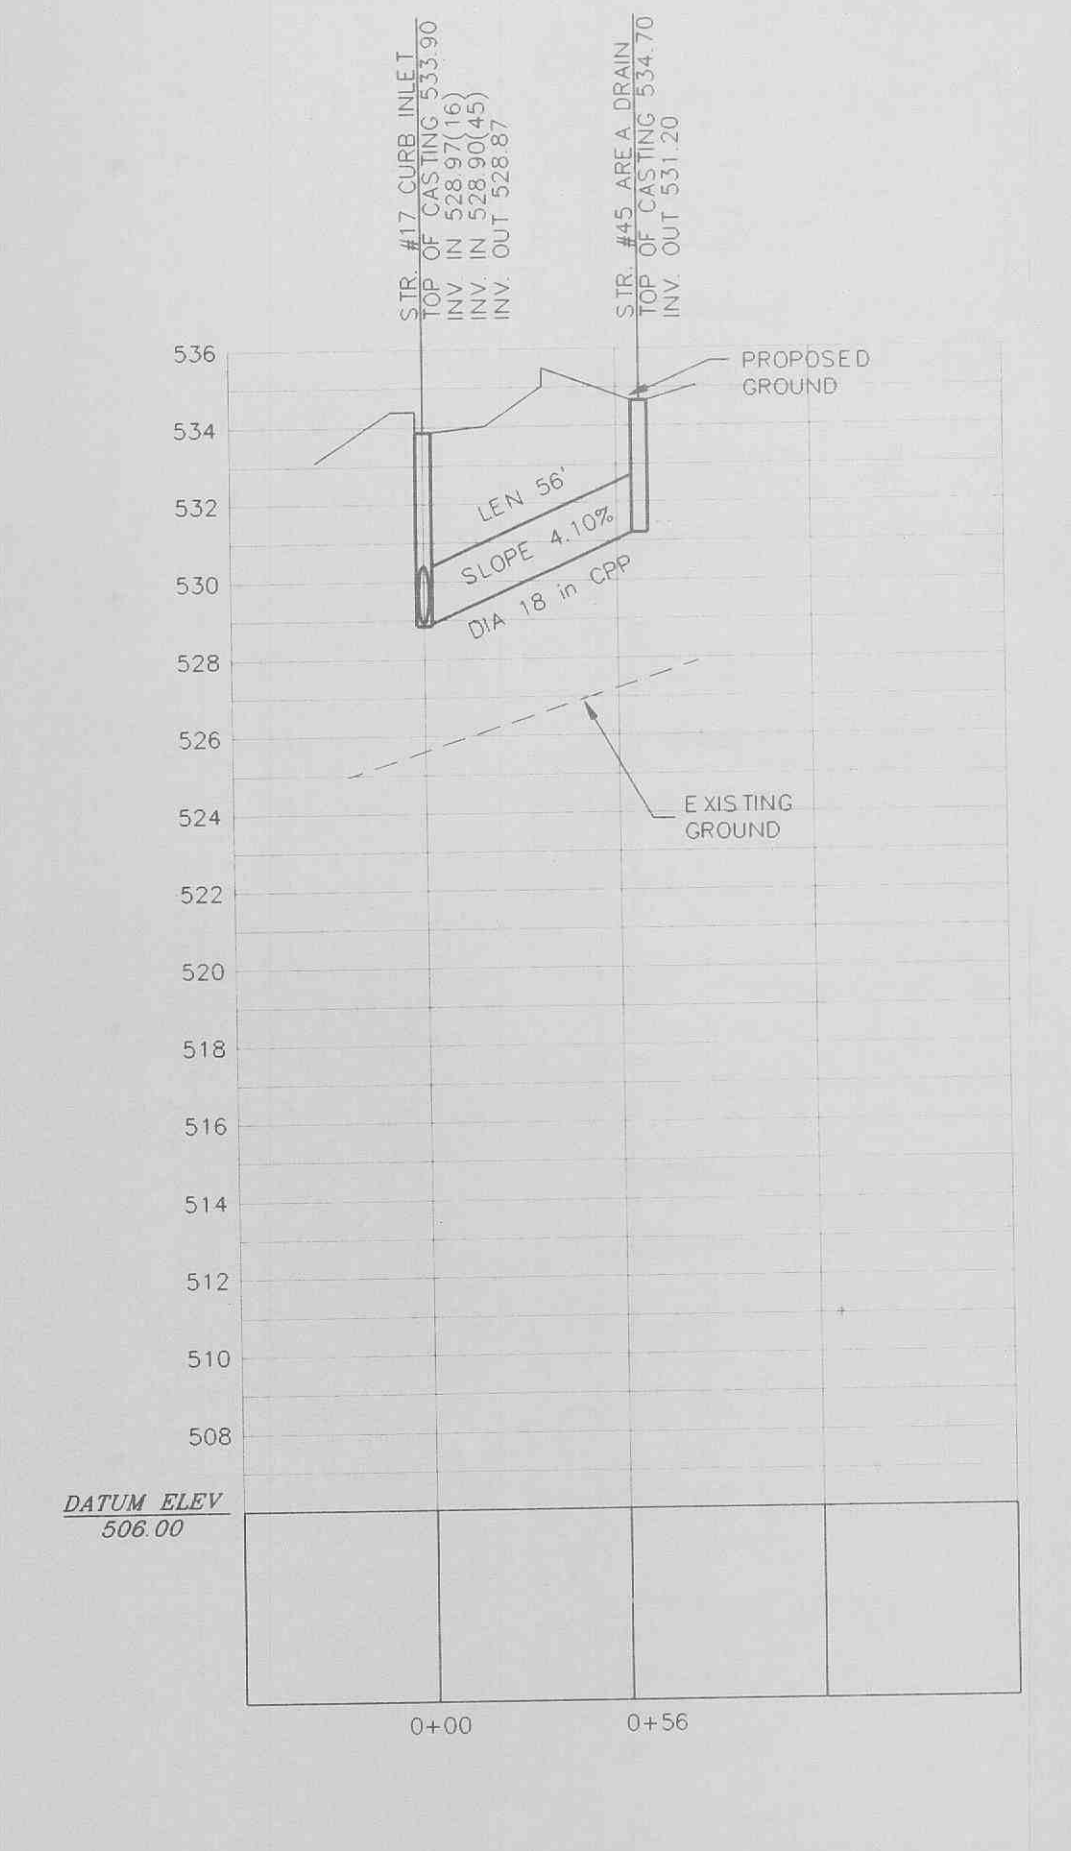 STR. #17 CURB INLET
TOP OF CASTING 533.90
INV. IN 528.97(16)
INV. IN 528.90(45)
INV. OUT 528.87
STR. #45 AREA DRAIN
TOP OF CASTING 534.70
INV. OUT 531.20
536
534
532
530
528
526
524
522
520
518
516
514
512
510
508
PROPOSED
GROUND
LEN 56'
SLOPE 4.10%
DIA 18 in CPP
EXISTING
GROUND
DATUM ELEV
506.00
0+00
0+56